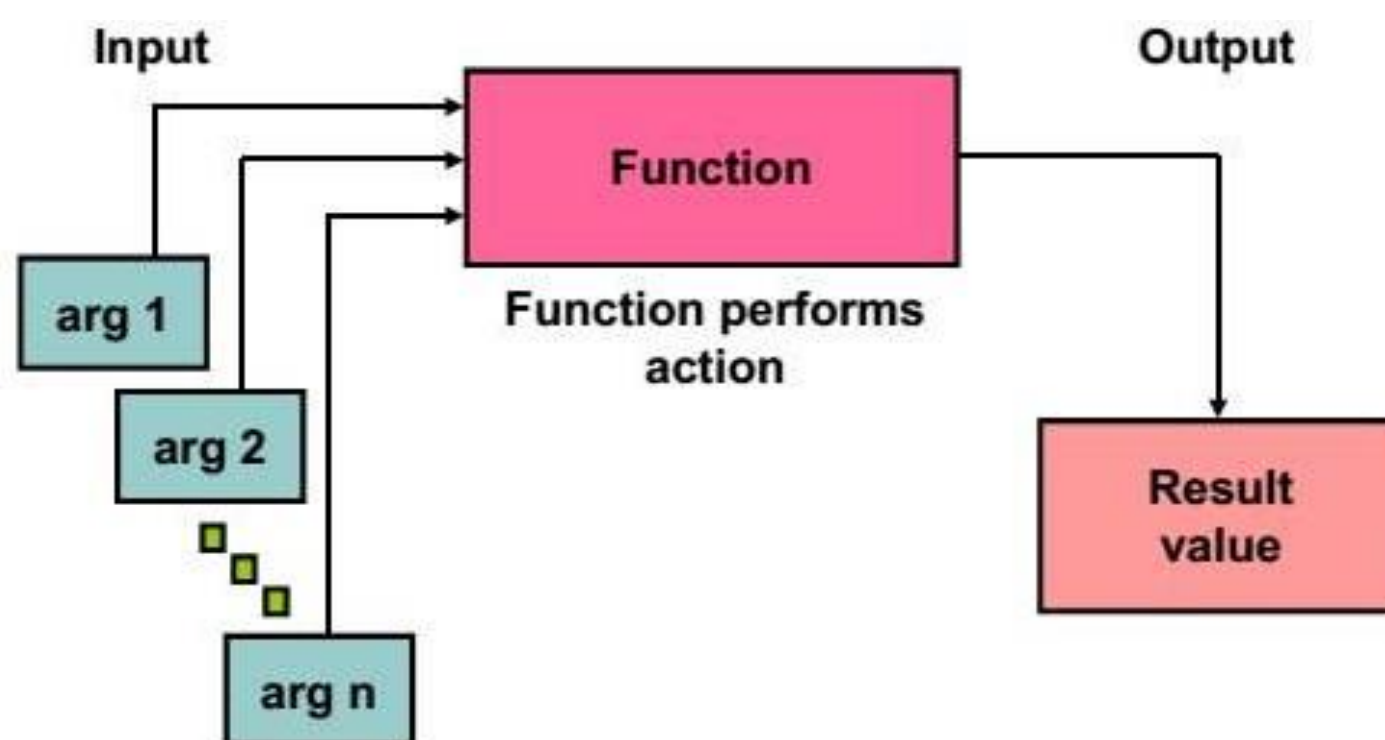 Input
Output
Function
arg 1
Function performs
action
arg 2
Result
value
arg n